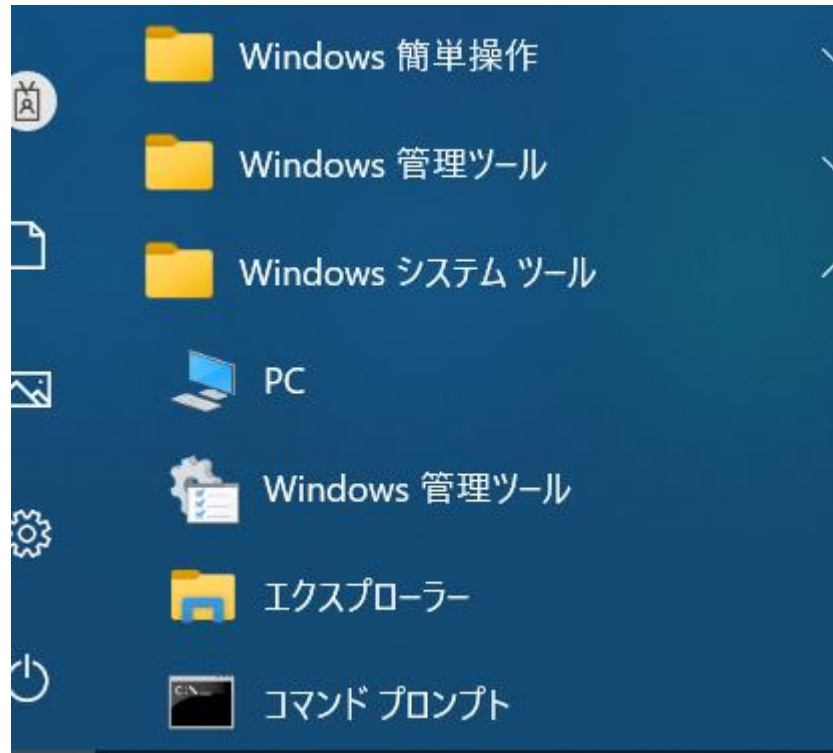 Windows 簡単操作
Windows 管理ツール
Windows システム ツール
PC
Windows 管理ツール
エクスプローラー
C:\
コマンド プロンプト